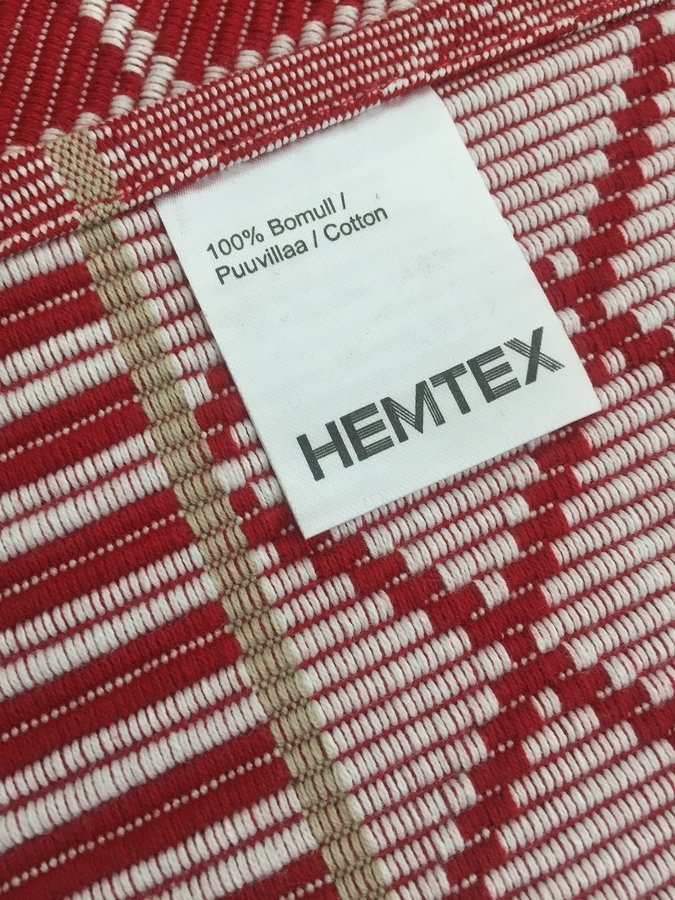 100% Bomull /
Puuvillaa / Cotton
HEMTEX